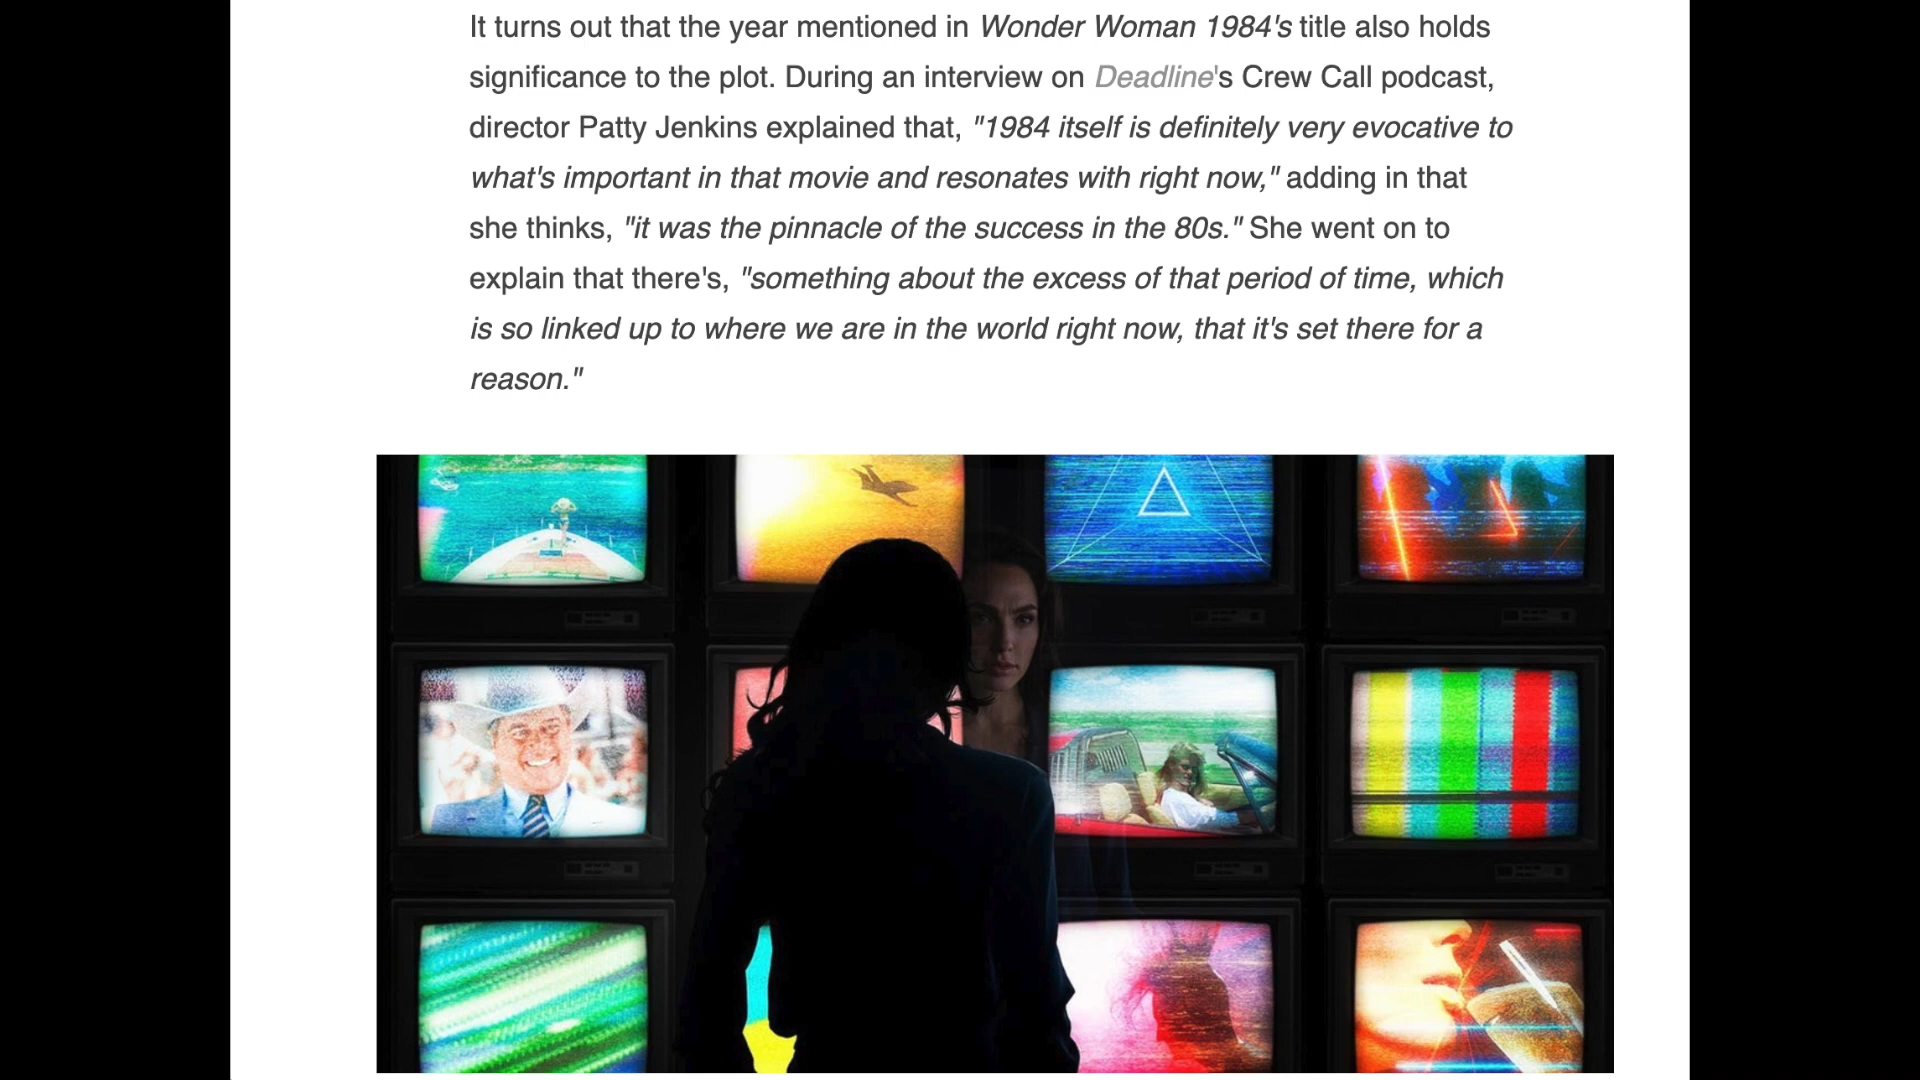 It turns out that the year mentioned in Wonder Woman 1984's title also holds
significance to the plot. During an interview on Deadline's Crew Call podcast,
director Patty Jenkins explained that, "1984 itself is definitely very evocative to
what's important in that movie and resonates with right now," adding in that
she thinks, "it was the pinnacle of the success in the 80s." She went on to
explain that there's, "something about the excess of that period of time, which
is so linked up to where we are in the world right now, that it's set there for a
reason."